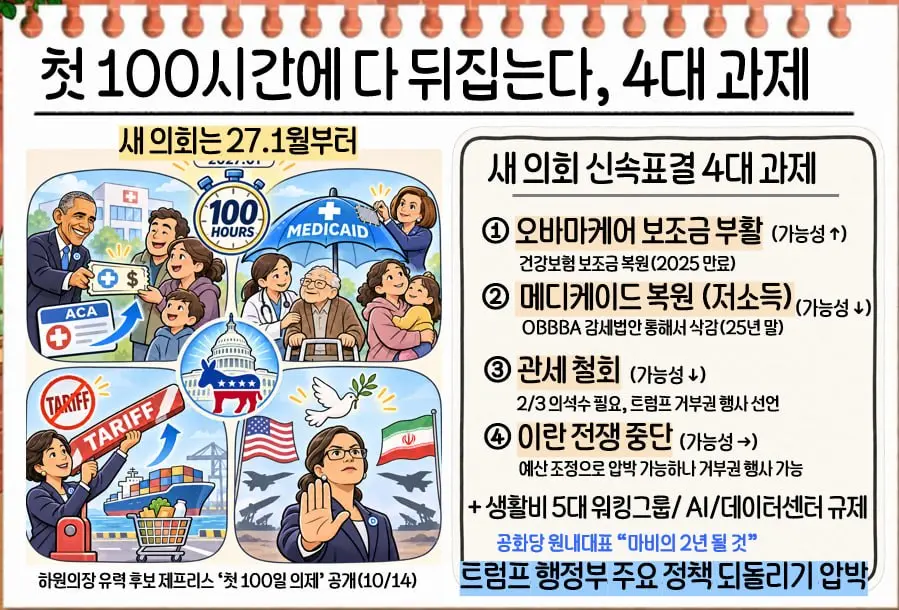 첫 100시간에 다 뒤집는다, 4대 과제
새 의회는 27.1월부터
2027.01
100
HOURS
MEDICAID
$
ACA
TARIFF
TARIFF
하원의장 유력 후보 제프리스 ‘첫 100일 의제’ 공개(10/14)
새 의회 신속표결 4대 과제
① 오바마케어 보조금 부활 (가능성 ↑)
건강보험 보조금 복원(2025 만료)
② 메디케이드 복원 (저소득) (가능성 ↓)
OBBBA 감세법안 통해서 삭감(25년 말)
③ 관세 철회 (가능성 ↓)
2/3 의석수 필요, 트럼프 거부권 행사 선언
④ 이란 전쟁 중단 (가능성 →)
예산 조정으로 압박 가능하나 거부권 행사 가능
+ 생활비 5대 워킹그룹/ AI/데이터센터 규제
공화당 원내대표 “마비의 2년 될 것”
트럼프 행정부 주요 정책 되돌리기 압박